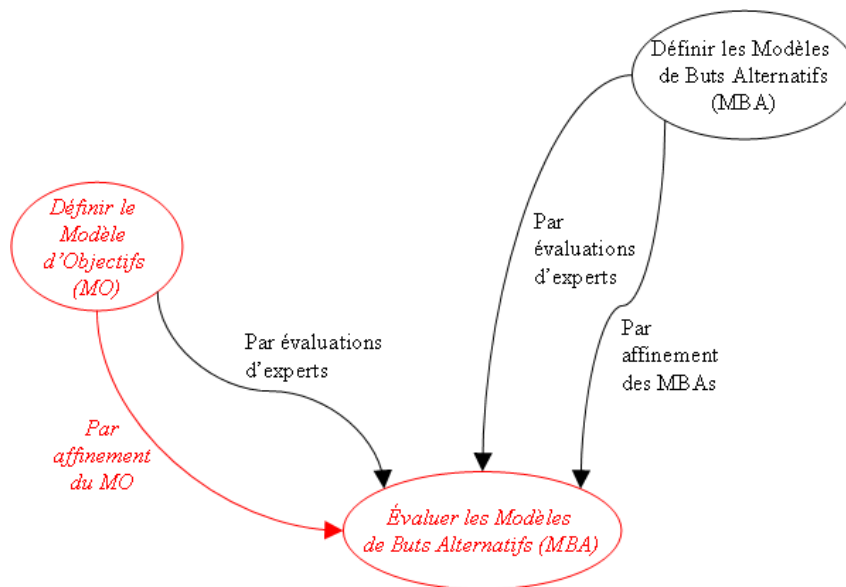 Définir les Modèles
de Buts Alternatifs
(MBA)
Définir le
Modèle
d’Objectifs
(MO)
Par
évaluations
d’experts
Par évaluations
d’experts
Par
affinement
des MBAs
Par
affinement
du MO
Évaluer les Modèles
de Buts Alternatifs (MBA)